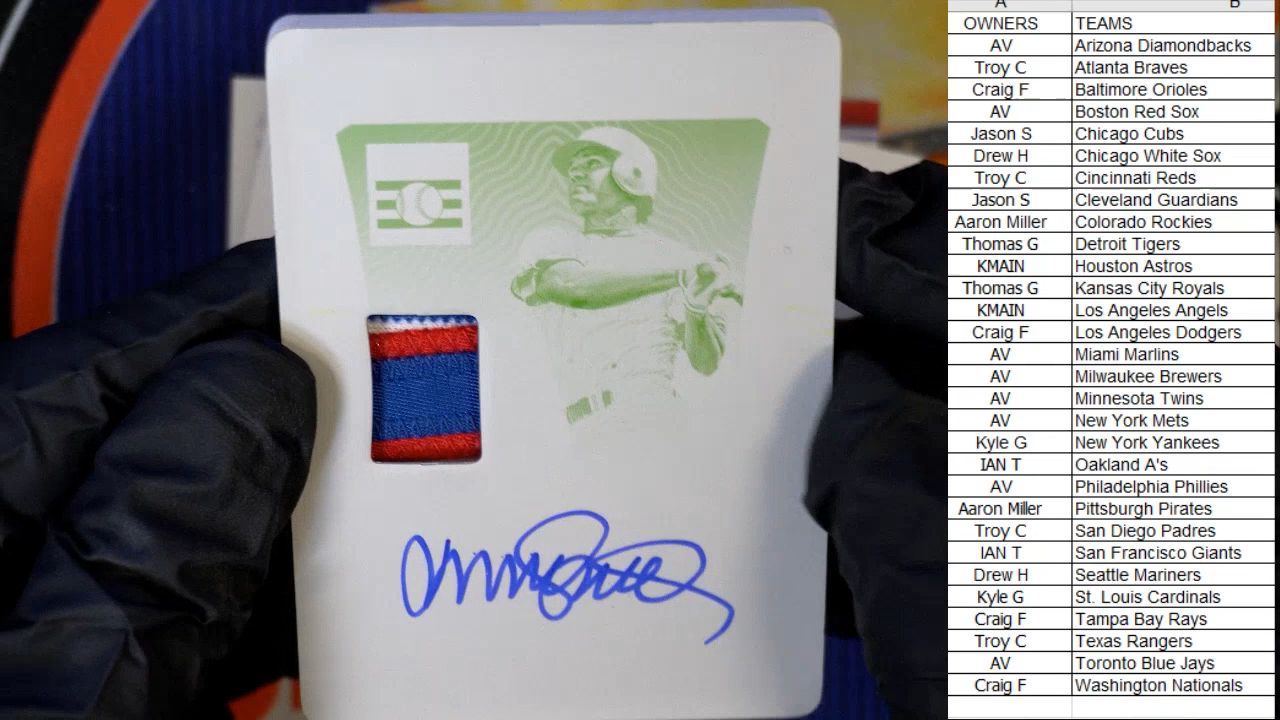 A B
OWNERS TEAMS
AV Arizona Diamondbacks
Troy C Atlanta Braves
Craig F Baltimore Orioles
AV Boston Red Sox
Jason S Chicago Cubs
Drew H Chicago White Sox
Troy C Cincinnati Reds
Jason S Cleveland Guardians
Aaron Miller Colorado Rockies
Thomas G Detroit Tigers
KMAIN Houston Astros
Thomas G Kansas City Royals
KMAIN Los Angeles Angels
Craig F Los Angeles Dodgers
AV Miami Marlins
AV Milwaukee Brewers
AV Minnesota Twins
AV New York Mets
Kyle G New York Yankees
IAN T Oakland A's
AV Philadelphia Phillies
Aaron Miller Pittsburgh Pirates
Troy C San Diego Padres
IAN T San Francisco Giants
Drew H Seattle Mariners
Kyle G St. Louis Cardinals
Craig F Tampa Bay Rays
Troy C Texas Rangers
AV Toronto Blue Jays
Craig F Washington Nationals